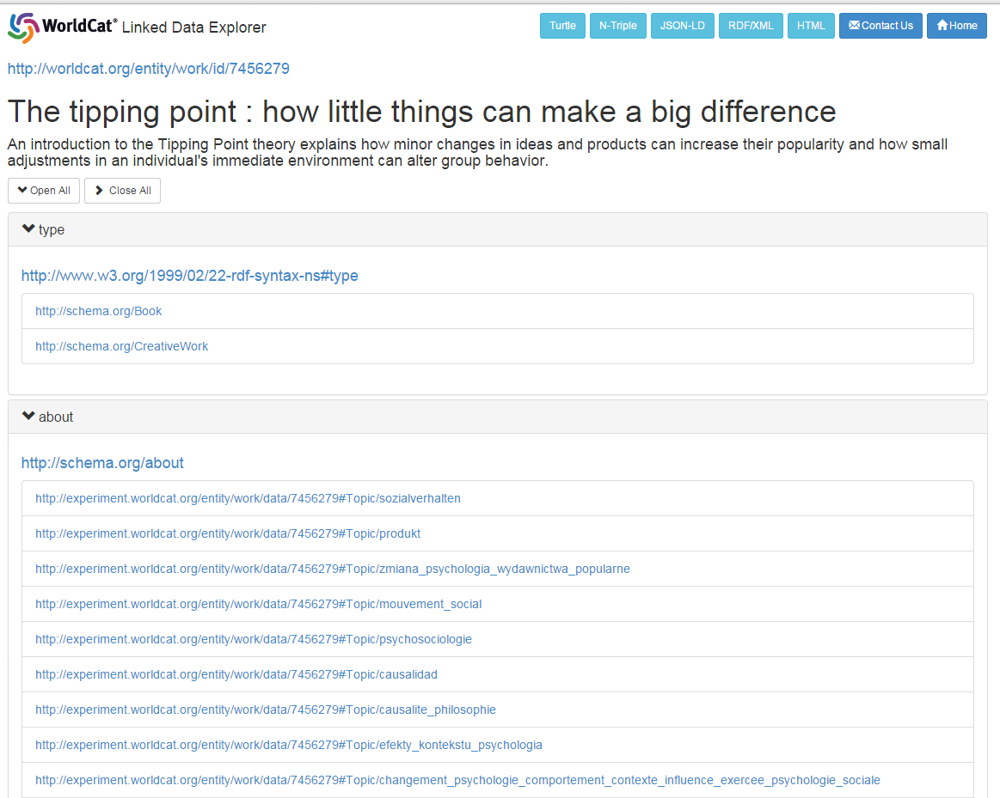 WorldCat® Linked Data Explorer
Turtle N-Triple JSON-LD RDF/XML HTML Contact Us Home
http://worldcat.org/entity/work/id/7456279
The tipping point : how little things can make a big difference
An introduction to the Tipping Point theory explains how minor changes in ideas and products can increase their popularity and how small
adjustments in an individual's immediate environment can alter group behavior.
Open All Close All
type
http://www.w3.org/1999/02/22-rdf-syntax-ns#type
http://schema.org/Book
http://schema.org/CreativeWork
about
http://schema.org/about
http://experiment.worldcat.org/entity/work/data/7456279#Topic/sozialverhalten
http://experiment.worldcat.org/entity/work/data/7456279#Topic/produkt
http://experiment.worldcat.org/entity/work/data/7456279#Topic/zmiana_psychologia_wydawnictwa_popularne
http://experiment.worldcat.org/entity/work/data/7456279#Topic/mouvement_social
http://experiment.worldcat.org/entity/work/data/7456279#Topic/psychosociologie
http://experiment.worldcat.org/entity/work/data/7456279#Topic/causalidad
http://experiment.worldcat.org/entity/work/data/7456279#Topic/causalite_philosophie
http://experiment.worldcat.org/entity/work/data/7456279#Topic/efekty_kontekstu_psychologia
http://experiment.worldcat.org/entity/work/data/7456279#Topic/changement_psychologie_comportement_contexte_influence_exercee_psychologie_sociale